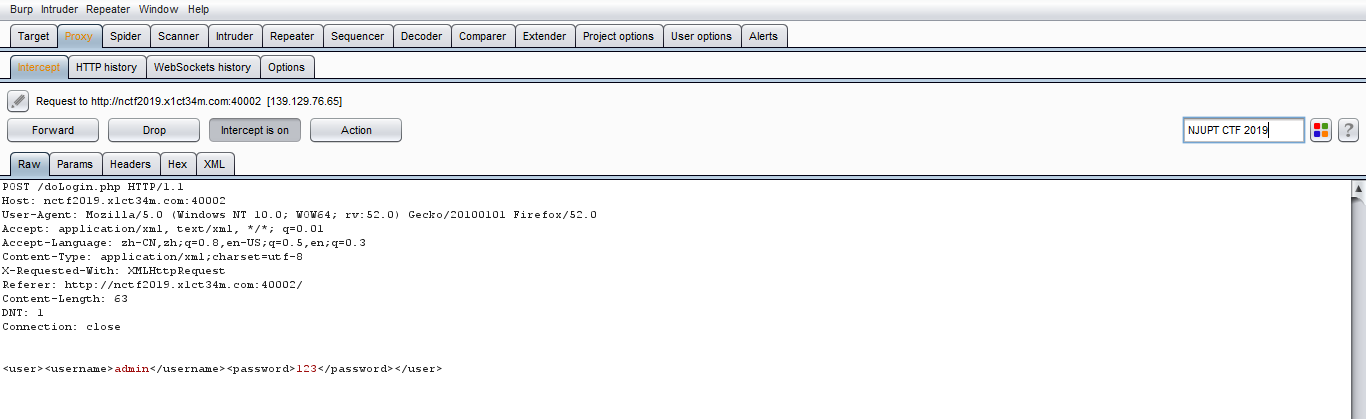 Burp Intruder Repeater Window Help
Target Proxy Spider Scanner Intruder Repeater Sequencer Decoder Comparer Extender Project options User options Alerts
Intercept HTTP history WebSockets history Options
Request to http://nctf2019.x1ct34m.com:40002 [139.129.76.65]
Forward Drop Intercept is on Action NJUPT CTF 2019 ?
Raw Params Headers Hex XML
POST /doLogin.php HTTP/1.1
Host: nctf2019.x1ct34m.com:40002
User-Agent: Mozilla/5.0 (Windows NT 10.0; WOW64; rv:52.0) Gecko/20100101 Firefox/52.0
Accept: application/xml, text/xml, */*; q=0.01
Accept-Language: zh-CN,zh;q=0.8,en-US;q=0.5,en;q=0.3
Content-Type: application/xml;charset=utf-8
X-Requested-With: XMLHttpRequest
Referer: http://nctf2019.x1ct34m.com:40002/
Content-Length: 63
DNT: 1
Connection: close
<user><username>admin</username><password>123</password></user>